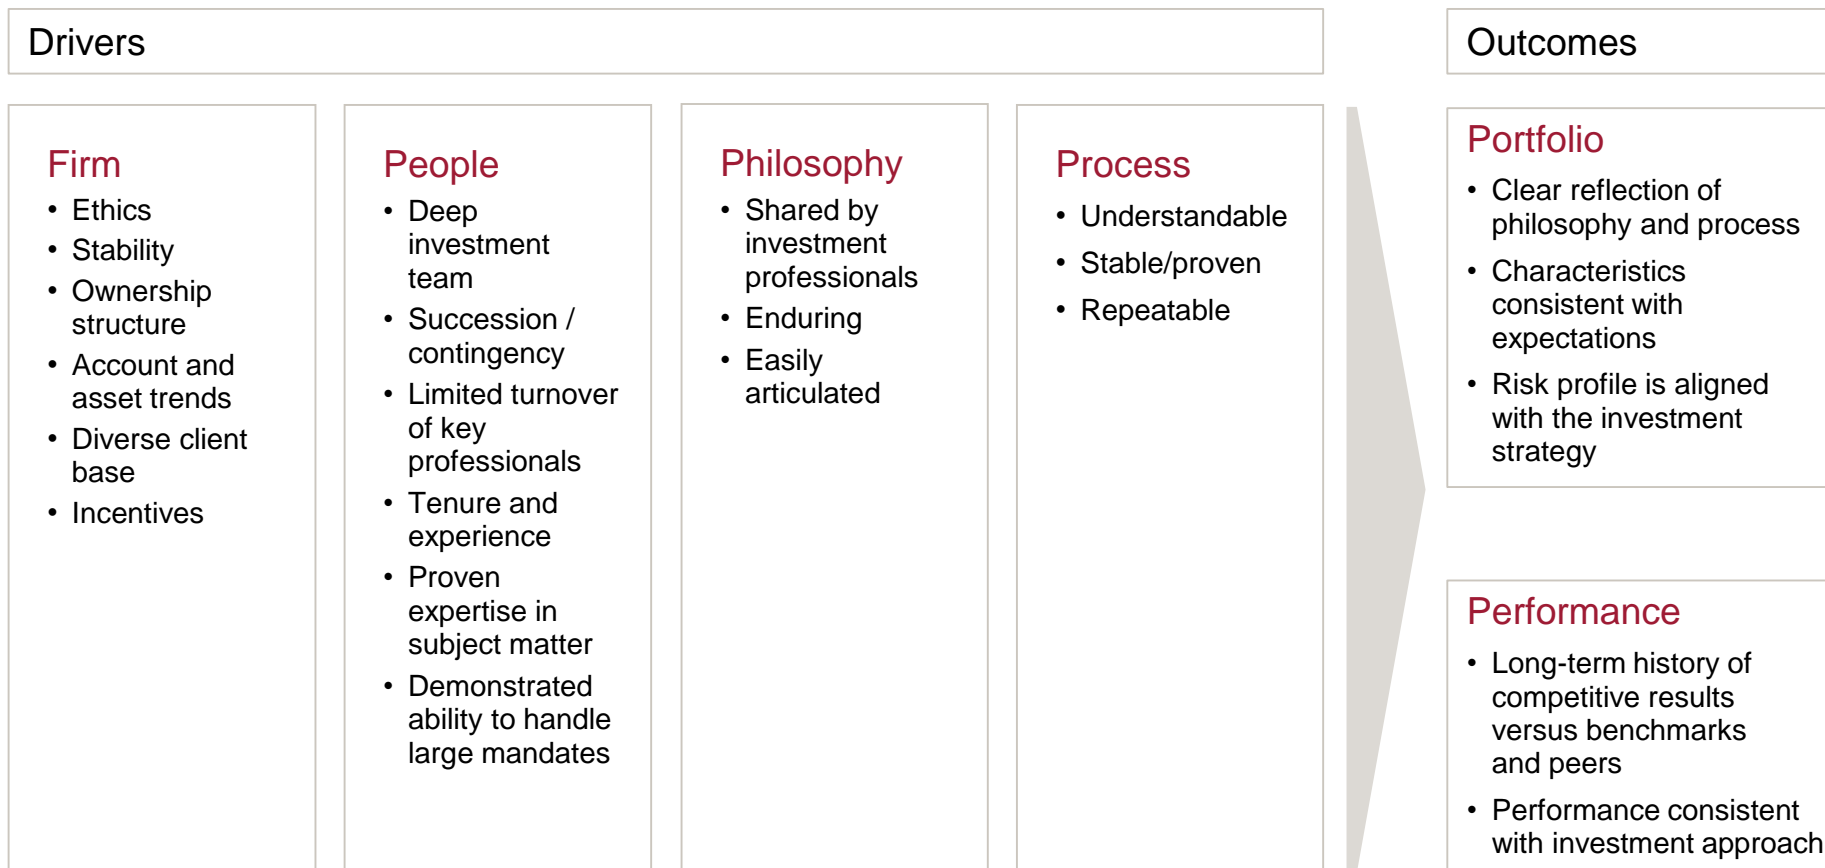 Drivers
Outcomes
Firm
• Ethics
• Stability
• Ownership
structure
• Account and
asset trends
• Diverse client
base
• Incentives
People
• Deep
investment
team
• Succession /
contingency
• Limited turnover
of key
professionals
• Tenure and
experience
• Proven
expertise in
subject matter
• Demonstrated
ability to handle
large mandates
Philosophy
• Shared by
investment
professionals
• Enduring
• Easily
articulated
Process
• Understandable
• Stable/proven
• Repeatable
Portfolio
• Clear reflection of
philosophy and process
• Characteristics
consistent with
expectations
• Risk profile is aligned
with the investment
strategy
Performance
• Long-term history of
competitive results
versus benchmarks
and peers
• Performance consistent
with investment approach